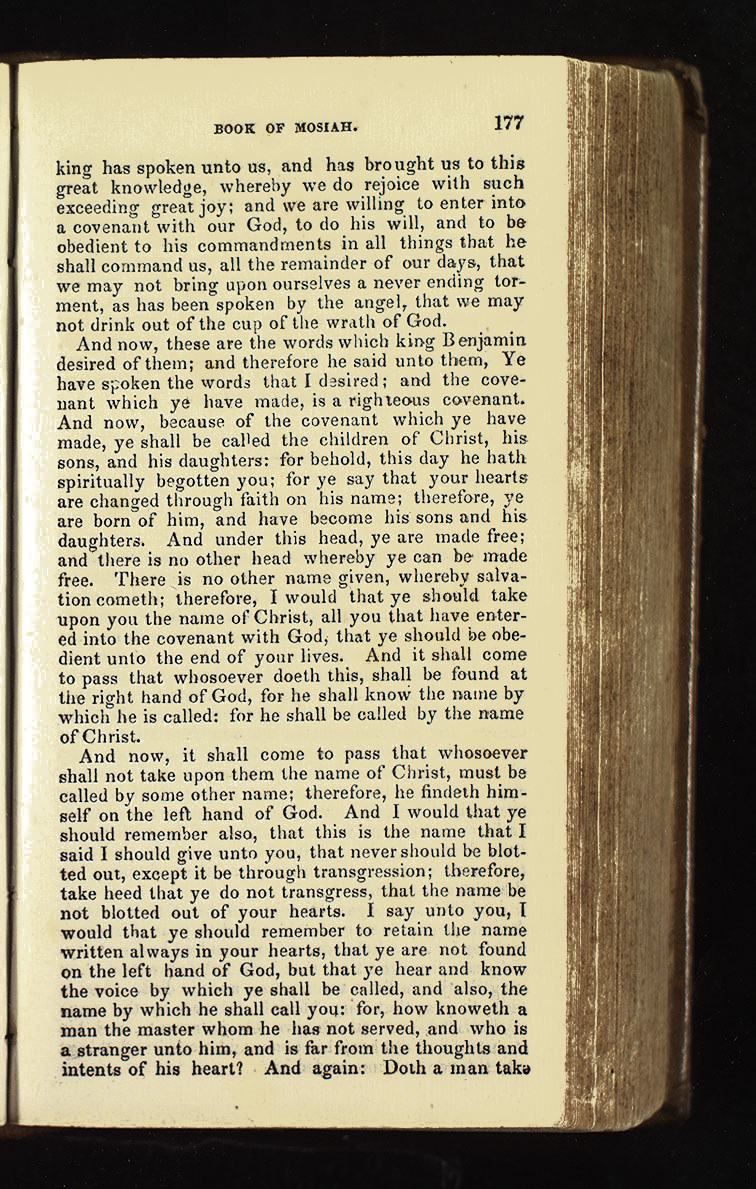 BOOK OF MOSIAH. 177
king has spoken unto us, and has brought us to this
great knowledge, whereby we do rejoice with such
exceeding great joy; and we are willing to enter into
a covenant with our God, to do his will, and to be
obedient to his commandments in all things that he
shall command us, all the remainder of our days, that
we may not bring upon ourselves a never ending tor-
ment, as has been spoken by the angel, that we may
not drink out of the cup of the wrath of God.
And now, these are the words which king Benjamin
desired of them; and therefore he said unto them, Ye
have spoken the words that I desired; and the cove-
nant which ye have made, is a righteous covenant.
And now, because of the covenant which ye have
made, ye shall be called the children of Christ, his
sons, and his daughters: for behold, this day he hath
spiritually begotten you; for ye say that your hearts
are changed through faith on his name; therefore, ye
are born of him, and have become his sons and his
daughters. And under this head, ye are made free;
and there is no other head whereby ye can be made
free. There is no other name given, whereby salva-
tion cometh; therefore, I would that ye should take
upon you the name of Christ, all you that have enter-
ed into the covenant with God, that ye should be obe-
dient unto the end of your lives. And it shall come
to pass that whosoever doeth this, shall be found at
the right hand of God, for he shall know the name by
which he is called: for he shall be called by the name
of Christ.
And now, it shall come to pass that whosoever
shall not take upon them the name of Christ, must be
called by some other name; therefore, he findeth him-
self on the left hand of God. And I would that ye
should remember also, that this is the name that I
said I should give unto you, that never should be blot-
ted out, except it be through transgression; therefore,
take heed that ye do not transgress, that the name be
not blotted out of your hearts. I say unto you, I
would that ye should remember to retain the name
written always in your hearts, that ye are not found
on the left hand of God, but that ye hear and know
the voice by which ye shall be called, and also, the
name by which he shall call you: for, how knoweth a
man the master whom he has not served, and who is
a stranger unto him, and is far from the thoughts and
intents of his heart? And again: Doth a man take